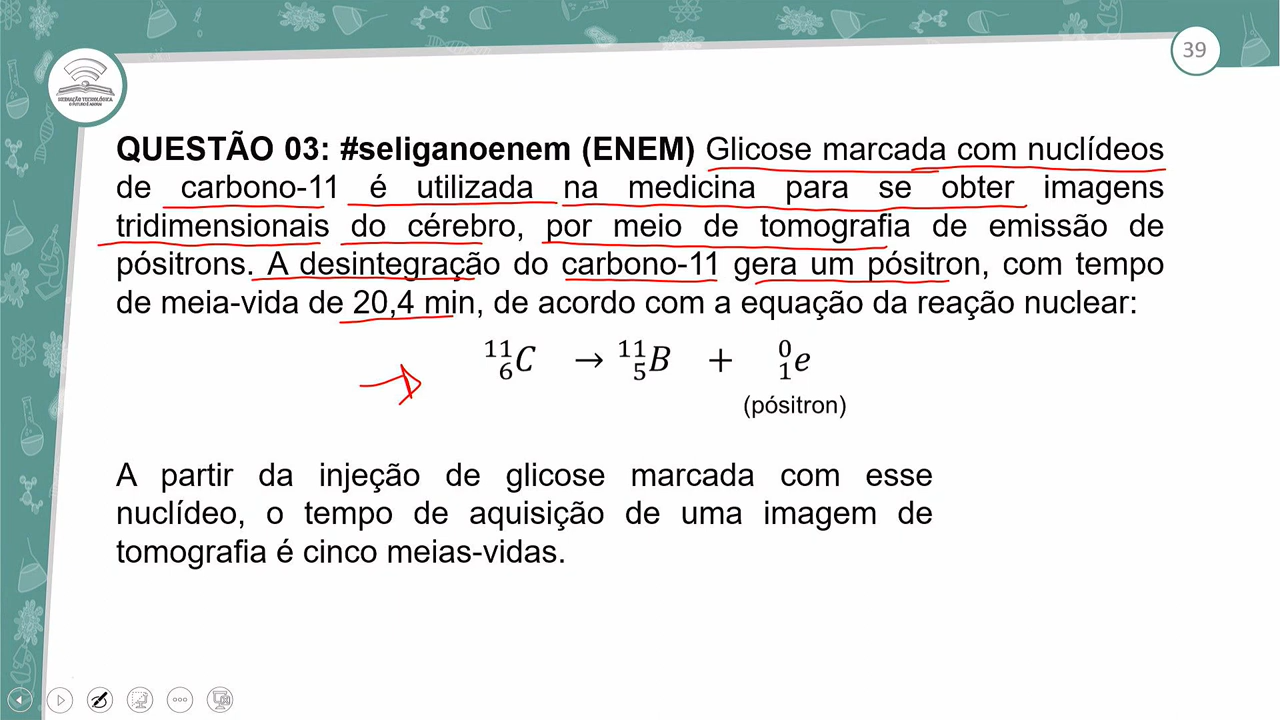 39
MEDIAÇÃO TECNOLÓGICA
O FUTURO É AGORA
QUESTÃO 03: #seliganoenem (ENEM) Glicose marcada com nuclídeos
de carbono-11 é utilizada na medicina para se obter imagens
tridimensionais do cérebro, por meio de tomografia de emissão de
pósitrons. A desintegração do carbono-11 gera um pósitron, com tempo
de meia-vida de 20,4 min, de acordo com a equação da reação nuclear:
¹¹₆C → ¹¹₅B + ⁰₁e
(pósitron)
A partir da injeção de glicose marcada com esse
nuclídeo, o tempo de aquisição de uma imagem de
tomografia é cinco meias-vidas.